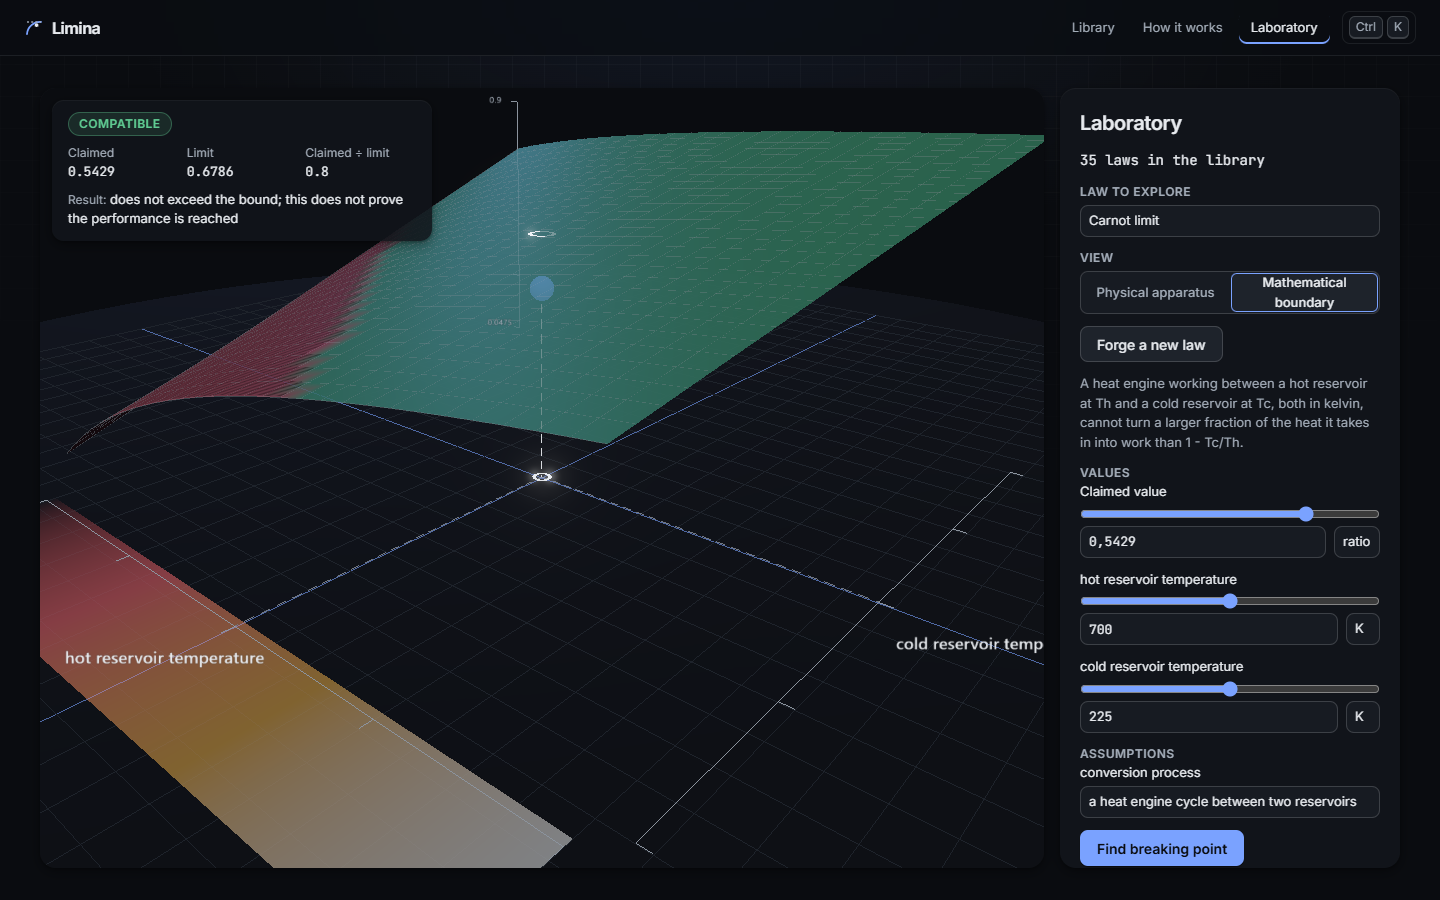 Limina
Library
How it works
Laboratory
Ctrl
K
COMPATIBLE
Claimed
Limit
Claimed ÷ limit
0.5429
0.6786
0.8
Result: does not exceed the bound; this does not prove
the performance is reached
0.9
0.0475
hot reservoir temperature
cold reservoir temp
Laboratory
35 laws in the library
LAW TO EXPLORE
Carnot limit
VIEW
Physical apparatus
Mathematical
boundary
Forge a new law
A heat engine working between a hot reservoir
at Th and a cold reservoir at Tc, both in kelvin,
cannot turn a larger fraction of the heat it takes
in into work than 1 - Tc/Th.
VALUES
Claimed value
0,5429
ratio
hot reservoir temperature
700
K
cold reservoir temperature
225
K
ASSUMPTIONS
conversion process
a heat engine cycle between two reservoirs
Find breaking point